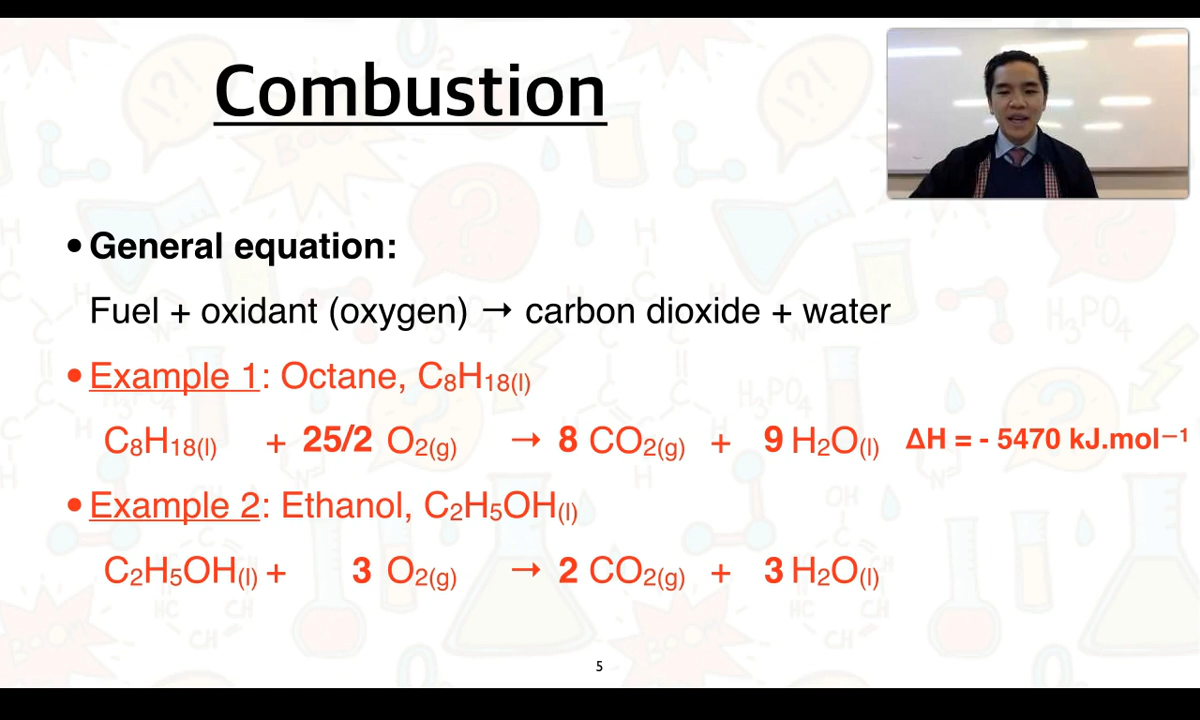 Combustion
• General equation:
Fuel + oxidant (oxygen) → carbon dioxide + water
• Example 1: Octane, C₈H₁₈(l)
C₈H₁₈(l) + 25/2 O₂(g) → 8 CO₂(g) + 9 H₂O(l) ΔH = - 5470 kJ.mol⁻¹
• Example 2: Ethanol, C₂H₅OH(l)
C₂H₅OH(l) + 3 O₂(g) → 2 CO₂(g) + 3 H₂O(l)
5